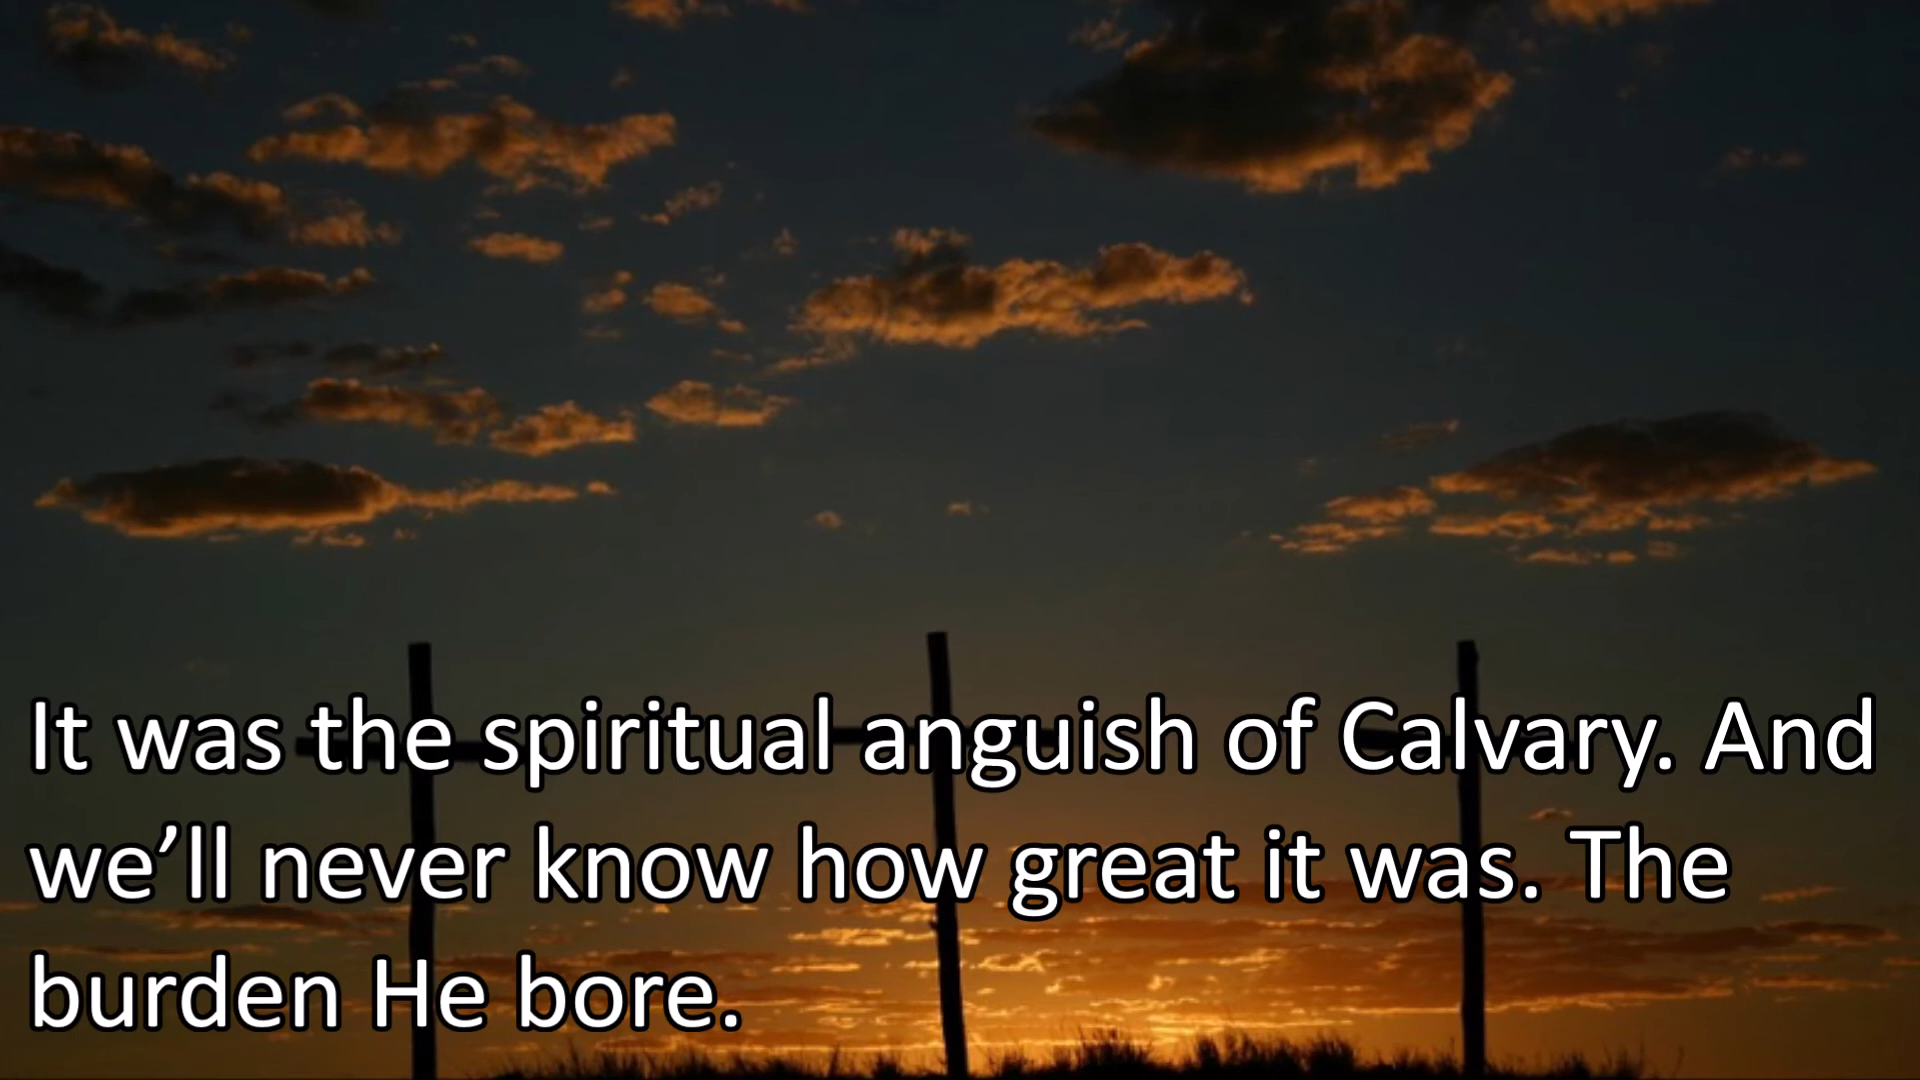 It was the spiritual anguish of Calvary. And
we’ll never know how great it was. The
burden He bore.